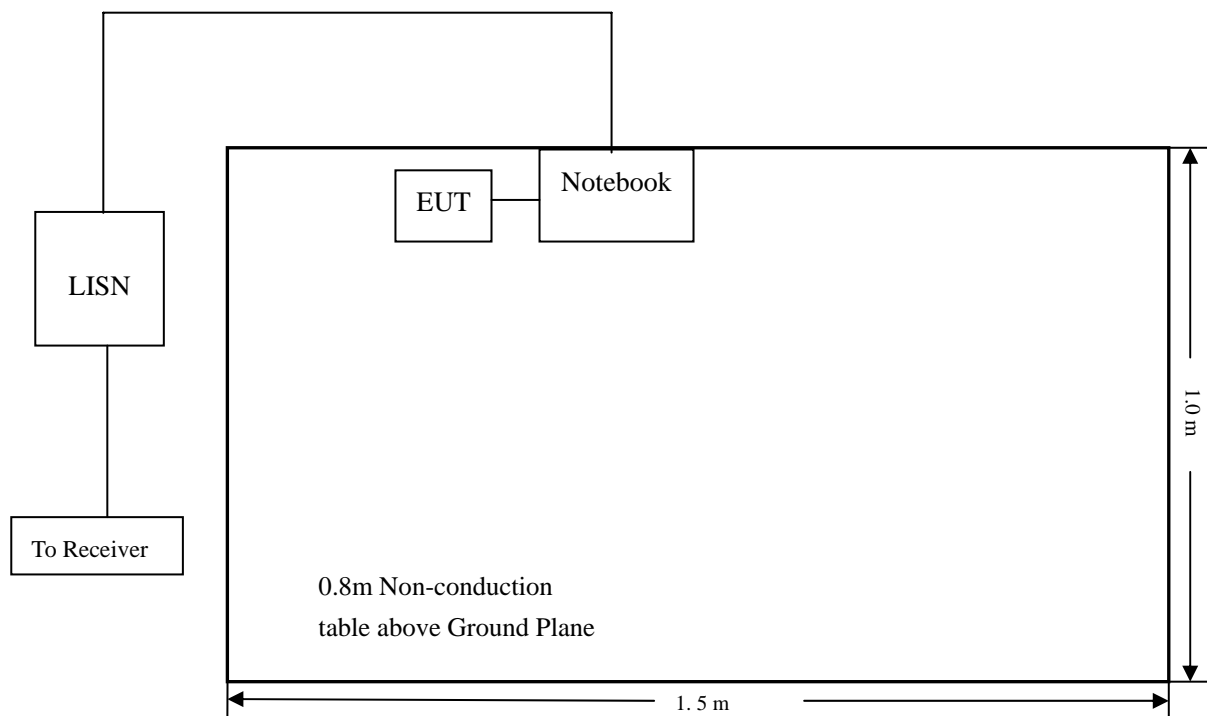 Notebook
EUT
LISN
1.0 m
To Receiver
0.8m Non-conduction
table above Ground Plane
1. 5 m